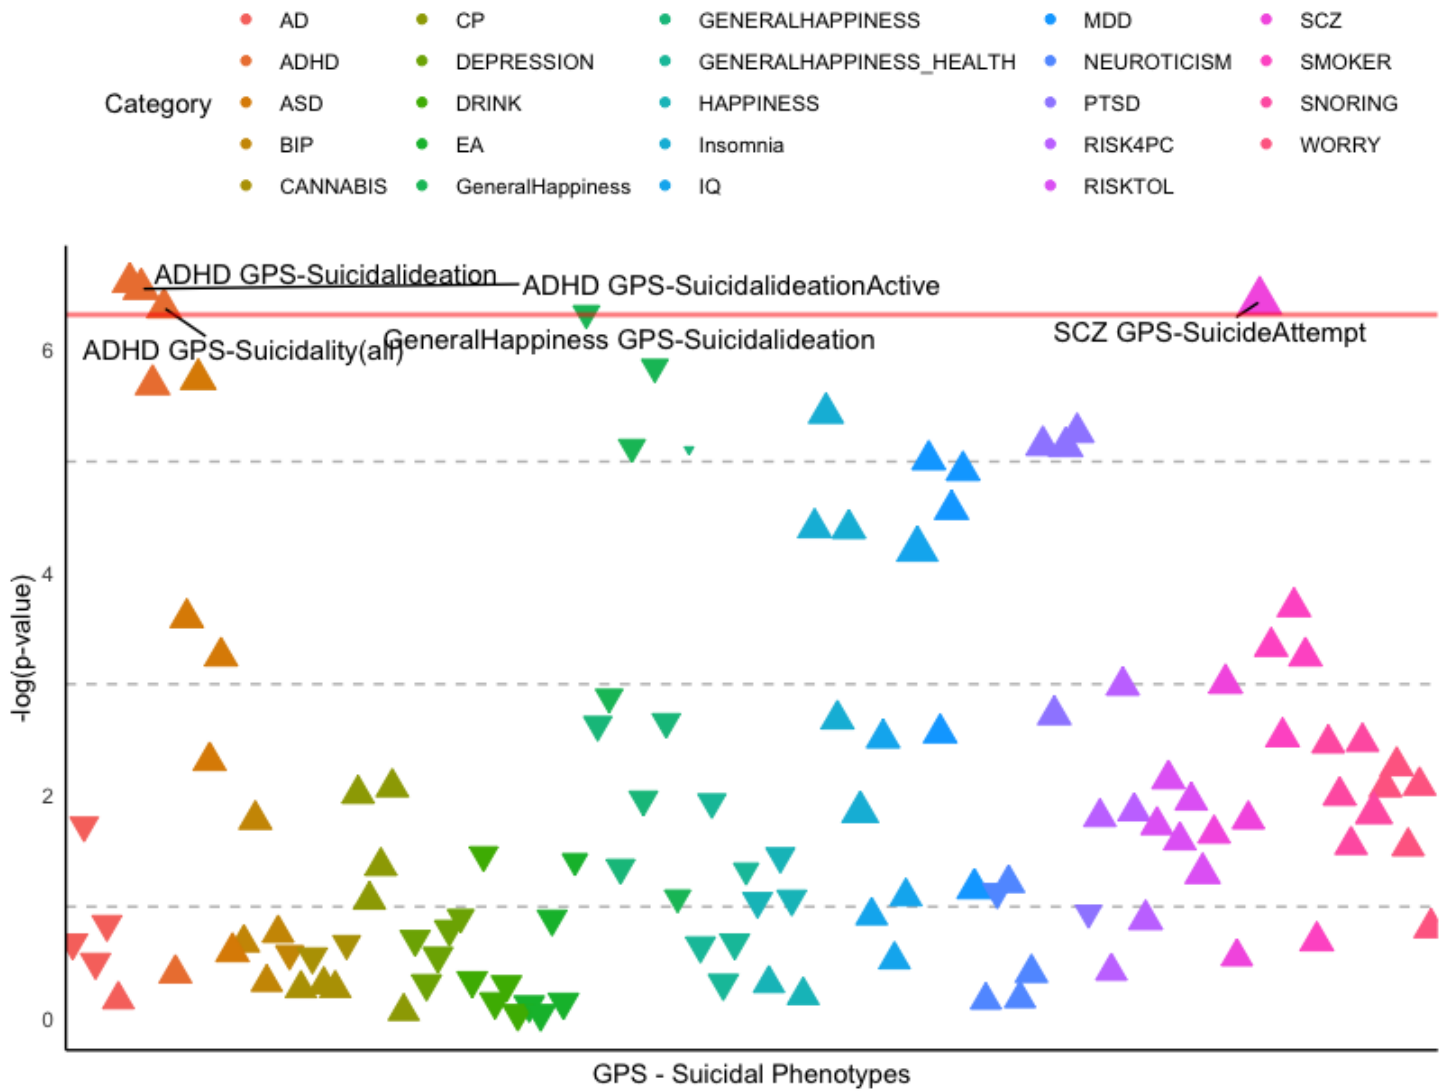 AD CP GENERALHAPPINESS MDD SCZ
ADHD DEPRESSION GENERALHAPPINESS_HEALTH NEUROTICISM SMOKER
Category ASD DRINK HAPPINESS PTSD SNORING
BIP EA Insomnia RISK4PC WORRY
CANNABIS GeneralHappiness IQ RISKTOL
ADHD GPS-Suicidalideation
ADHD GPS-SuicidalideationActive
SCZ GPS-SuicideAttempt
GeneralHappiness GPS-Suicidalideation
ADHD GPS-Suicidality(all)
6
4
2
0
-log(p-value)
GPS - Suicidal Phenotypes